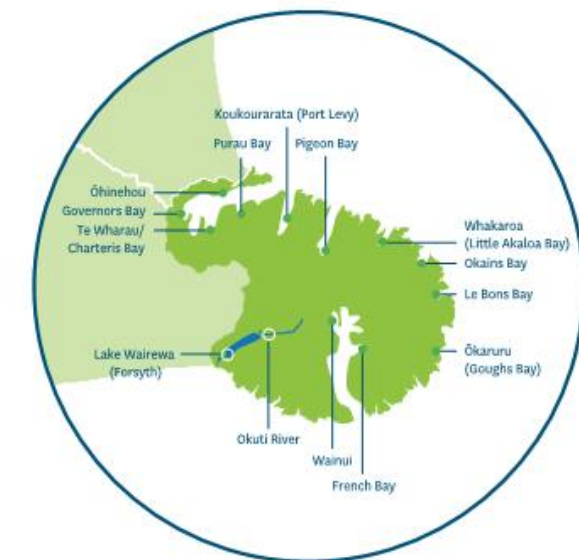 Koukourarata (Port Levy)
Purau Bay
Pigeon Bay
Ōhinehou
Governors Bay
Te Wharau/
Charteris Bay
Whakaroa
(Little Akaloa Bay)
Okains Bay
Le Bons Bay
Ōkaruru
(Goughs Bay)
Lake Wairewa
(Forsyth)
Okuti River
Wainui
French Bay